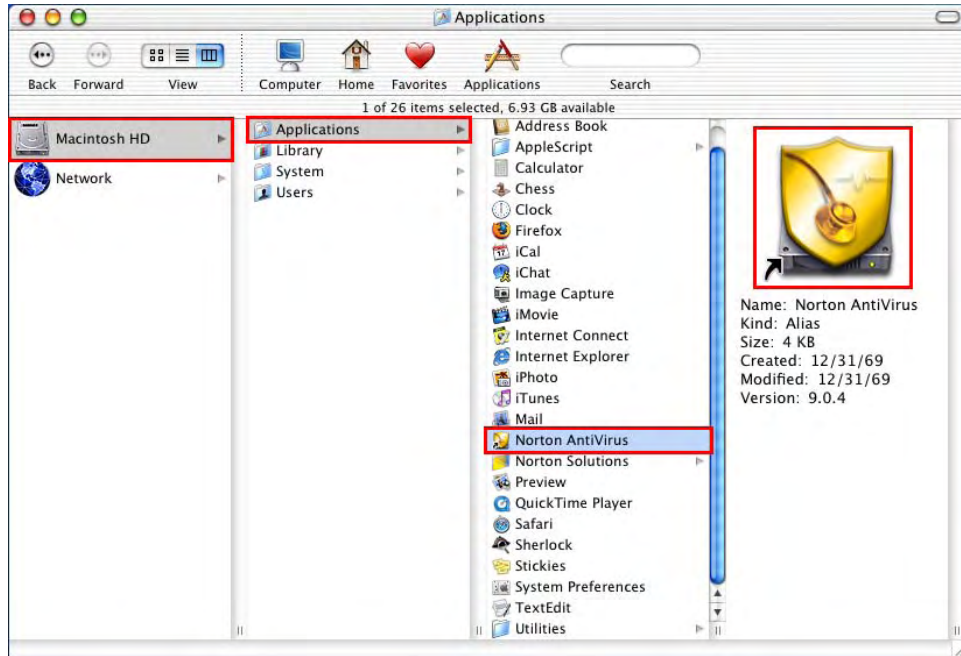 Applications
Back Forward View Computer Home Favorites Applications Search
1 of 26 items selected, 6.93 GB available
Macintosh HD
Network
Applications
Library
System
Users
Address Book
AppleScript
Calculator
Chess
Clock
Firefox
iCal
iChat
Image Capture
iMovie
Internet Connect
Internet Explorer
iPhoto
iTunes
Mail
Norton AntiVirus
Norton Solutions
Preview
QuickTime Player
Safari
Sherlock
Stickies
System Preferences
TextEdit
Utilities
Name: Norton AntiVirus
Kind: Alias
Size: 4 KB
Created: 12/31/69
Modified: 12/31/69
Version: 9.0.4